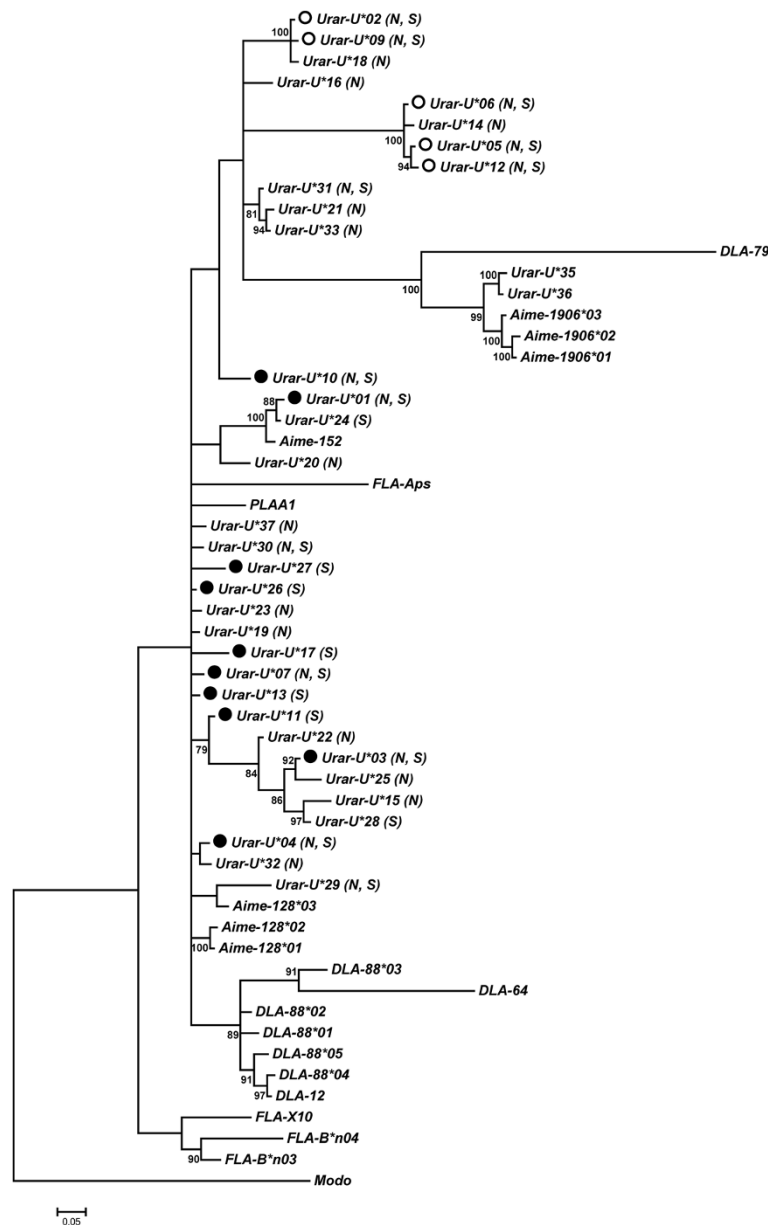 Urar-U*02 (N, S)
100
Urar-U*09 (N, S)
Urar-U*18 (N)
Urar-U*16 (N)
Urar-U*06 (N, S)
Urar-U*14 (N)
100
Urar-U*05 (N, S)
94
Urar-U*12 (N, S)
Urar-U*31 (N, S)
81
Urar-U*21 (N)
94
Urar-U*33 (N)
DLA-79
100
100
Urar-U*35
Urar-U*36
99
Aime-1906*03
100
Aime-1906*02
100
Aime-1906*01
Urar-U*10 (N, S)
88
Urar-U*01 (N, S)
100
Urar-U*24 (S)
Aime-152
Urar-U*20 (N)
FLA-Aps
PLAA1
Urar-U*37 (N)
Urar-U*30 (N, S)
Urar-U*27 (S)
Urar-U*26 (S)
Urar-U*23 (N)
Urar-U*19 (N)
Urar-U*17 (S)
Urar-U*07 (N, S)
Urar-U*13 (S)
Urar-U*11 (S)
79
Urar-U*22 (N)
92
Urar-U*03 (N, S)
84
Urar-U*25 (N)
86
Urar-U*15 (N)
97
Urar-U*28 (S)
Urar-U*04 (N, S)
Urar-U*32 (N)
Urar-U*29 (N, S)
Aime-128*03
Aime-128*02
100
Aime-128*01
91
DLA-88*03
DLA-64
DLA-88*02
89
DLA-88*01
DLA-88*05
91
DLA-88*04
97
DLA-12
FLA-X10
FLA-B*n04
90
FLA-B*n03
Modo
0.05